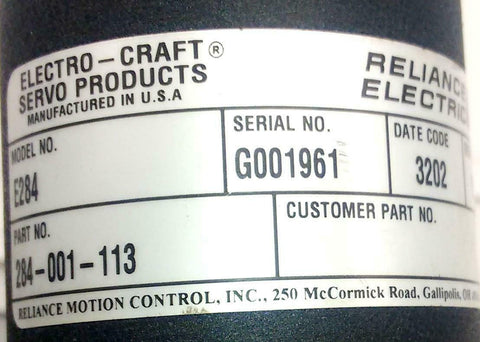 ELECTRO-CRAFT®
SERVO PRODUCTS
MANUFACTURED IN U.S.A
RELIANCE
ELECTRIC
MODEL NO.
E284
SERIAL NO.
G001961
DATE CODE
3202
PART NO.
284-001-113
CUSTOMER PART NO.
RELIANCE MOTION CONTROL, INC., 250 McCormick Road, Gallipolis, OH